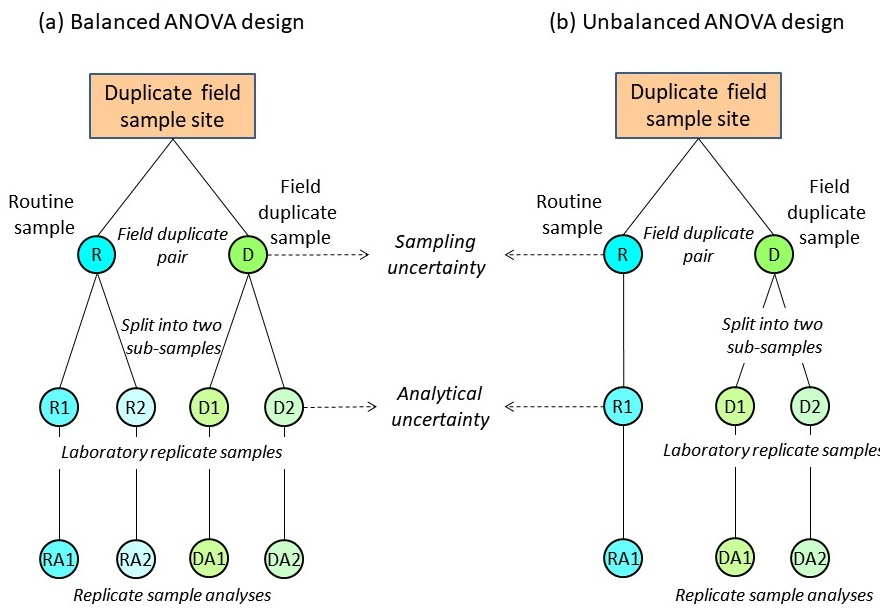 (a) Balanced ANOVA design
Duplicate field
sample site
Routine
sample
Field
duplicate
sample
R
Field duplicate
pair
D
Split into two
sub-samples
R1
R2
D1
D2
Laboratory replicate samples
RA1
RA2
DA1
DA2
Replicate sample analyses
Sampling
uncertainty
Analytical
uncertainty
(b) Unbalanced ANOVA design
Duplicate field
sample site
Routine
sample
Field
duplicate
sample
R
Field duplicate
pair
D
Split into two
sub-samples
R1
D1
D2
Laboratory replicate samples
RA1
DA1
DA2
Replicate sample analyses